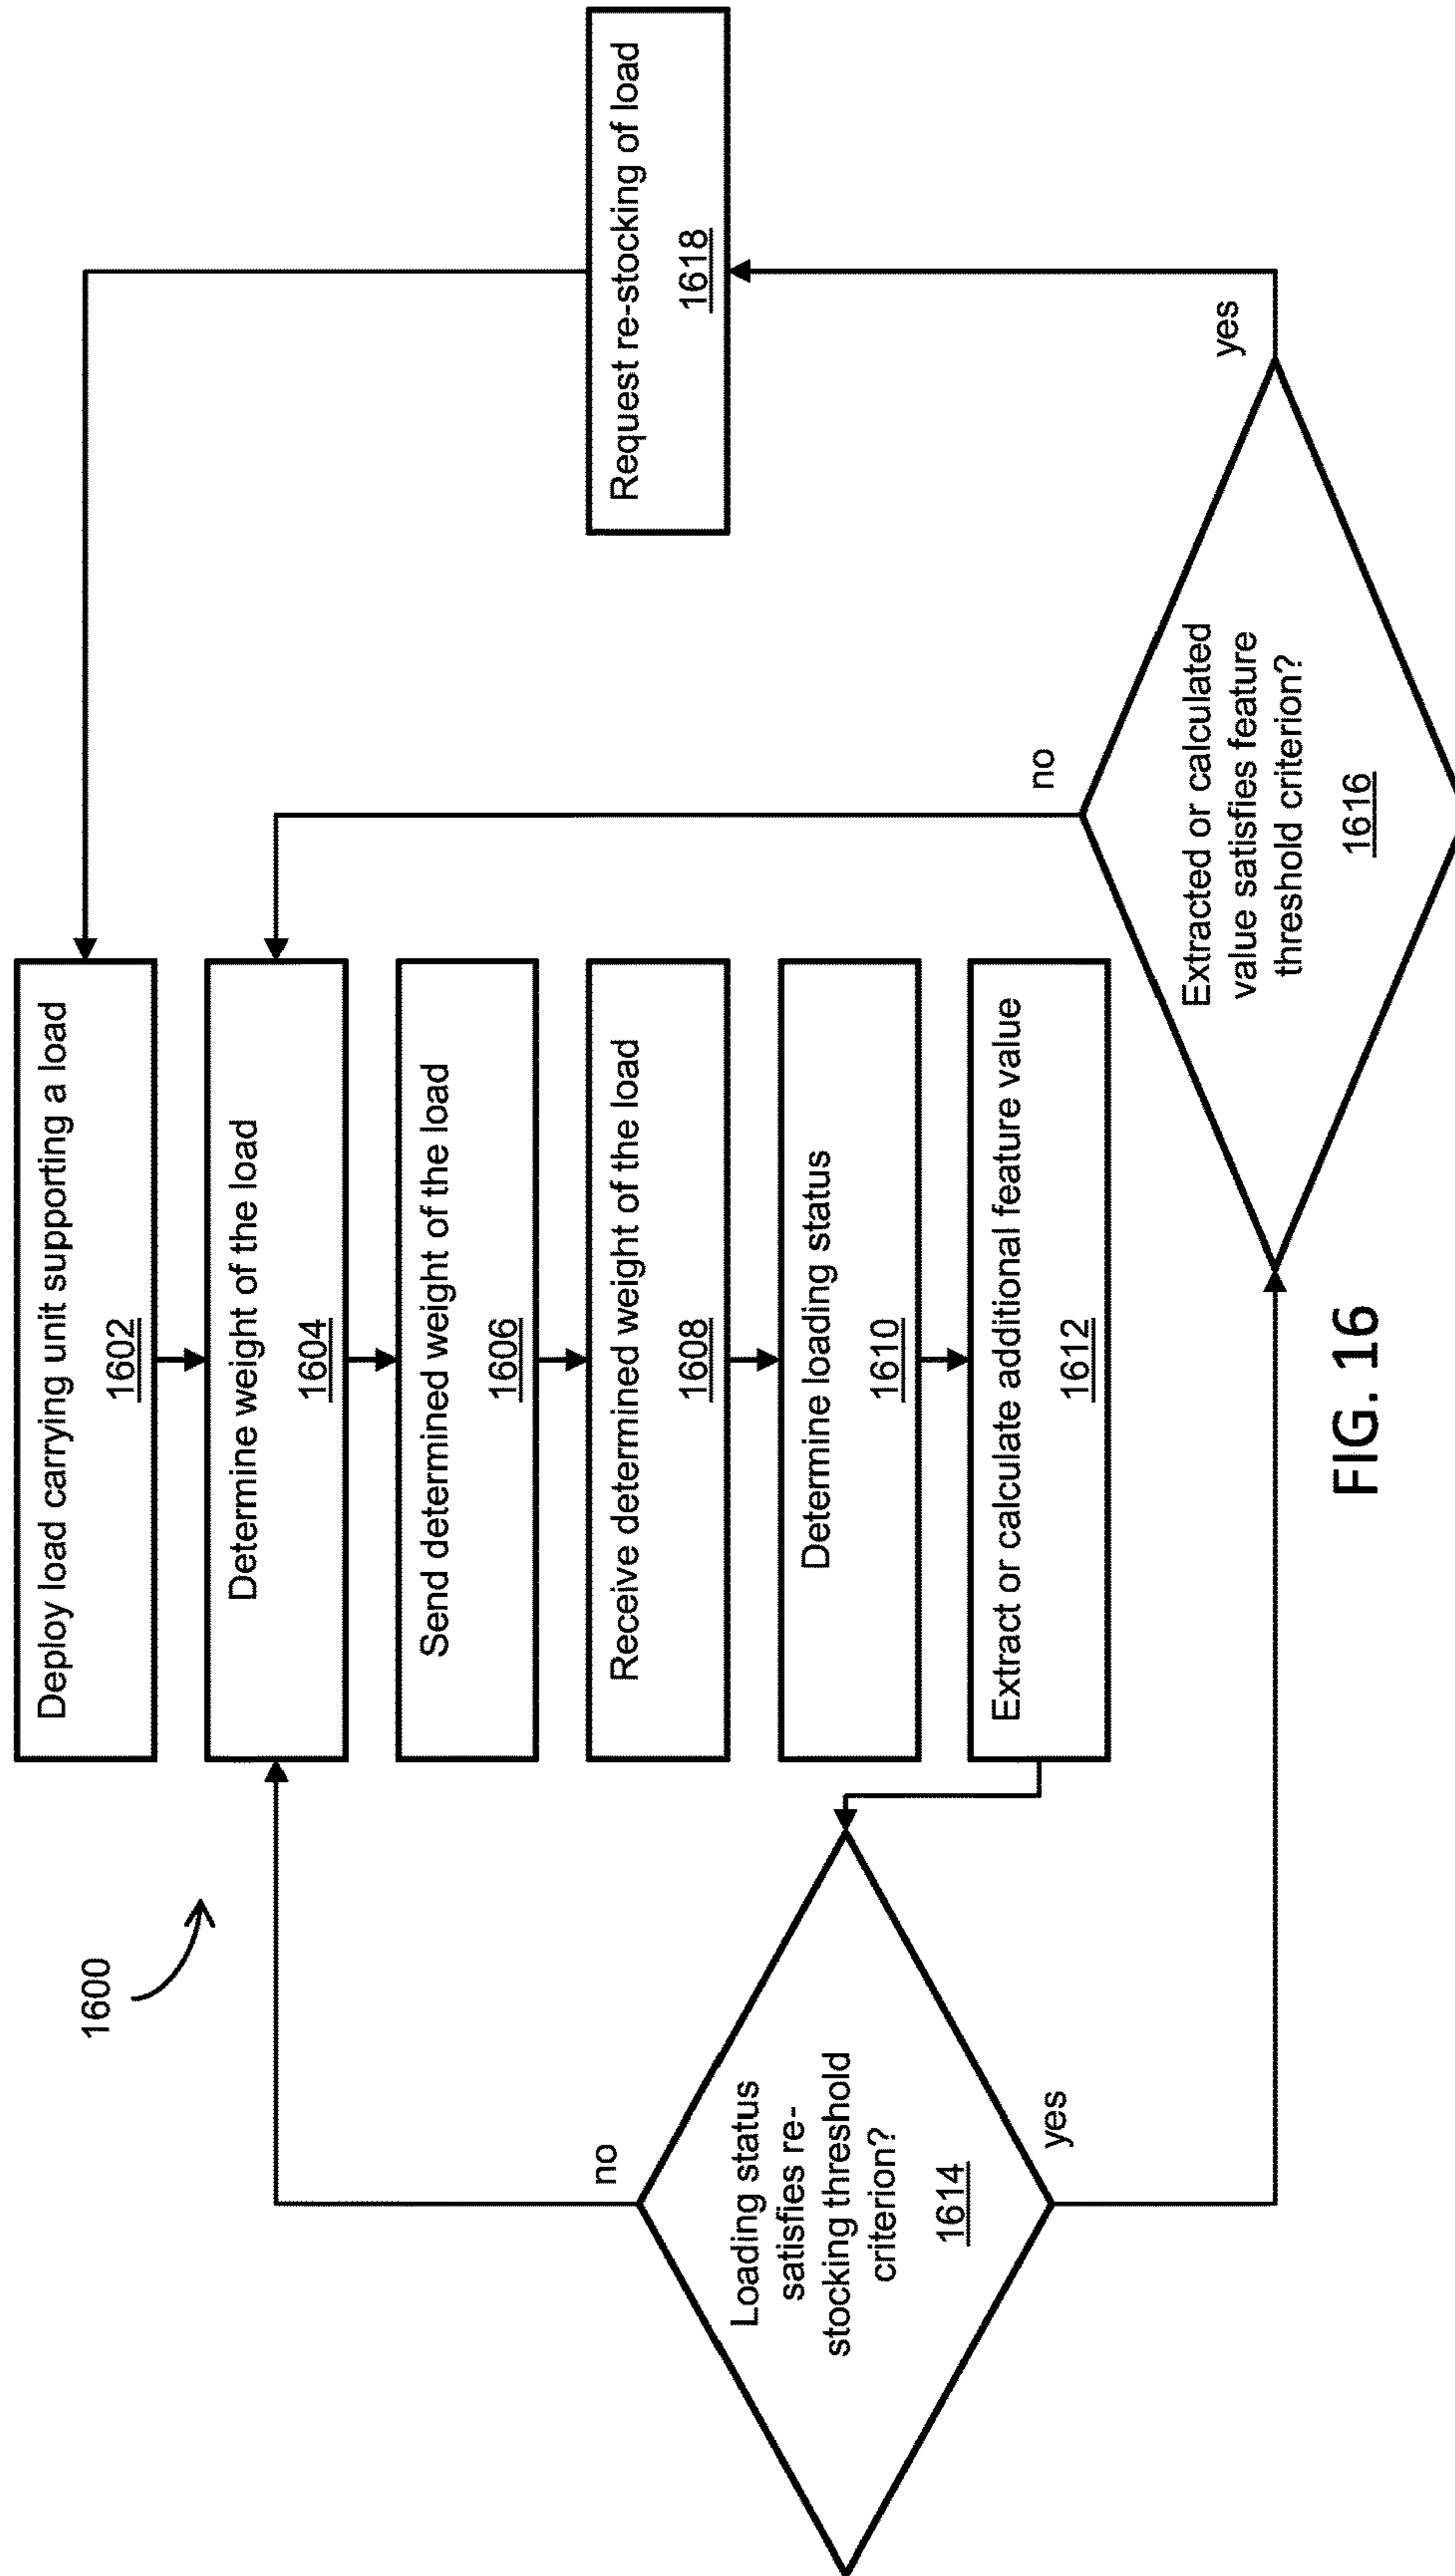 1600
Deploy load carrying unit supporting a load
1602
Determine weight of the load
1604
Send determined weight of the load
1606
Receive determined weight of the load
1608
Determine loading status
1610
Extract or calculate additional feature value
1612
no
Loading status
satisfies re-
stocking threshold
criterion?
1614
yes
no
Extracted or calculated
value satisfies feature
threshold criterion?
1616
yes
Request re-stocking of load
1618
FIG. 16